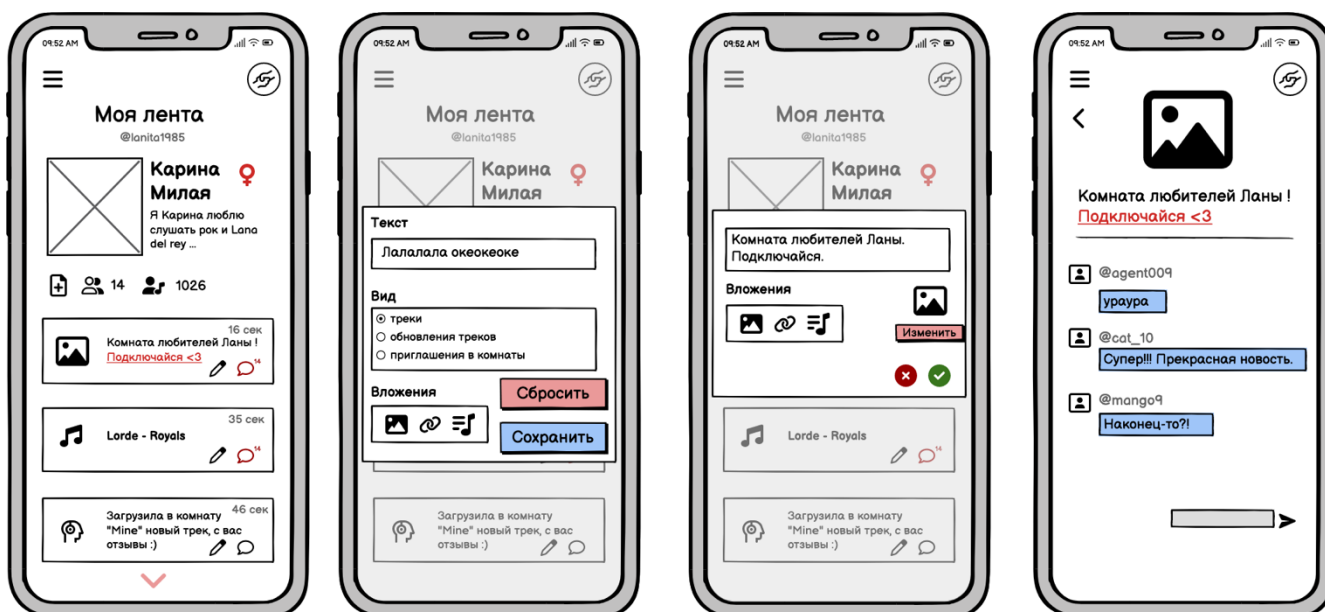 09:52 AM
Моя лента
@lanita1985
Карина
Милая
Я Карина люблю
слушать рок и Lana
del rey ...
14
1026
16 сек
Комната любителей Ланы !
Подключайся <3
14
35 сек
Lorde - Royals
14
46 сек
Загрузила в комнату
"Mine" новый трек, с вас
отзывы :)
09:52 AM
Моя лента
@lanita1985
Карина
Милая
Текст
Лалалала океокеоке
Вид
треки
обновления треков
приглашения в комнаты
Вложения
Сбросить
Сохранить
Загрузила в комнату
"Mine" новый трек, с вас
отзывы :)
09:52 AM
Моя лента
@lanita1985
Карина
Милая
Комната любителей Ланы.
Подключайся.
Вложения
Изменить
Lorde - Royals
14
Загрузила в комнату
"Mine" новый трек, с вас
отзывы :)
09:52 AM
Комната любителей Ланы !
Подключайся <3
@agent009
ураура
@cat_10
Супер!!! Прекрасная новость.
@mango9
Наконец-то?!